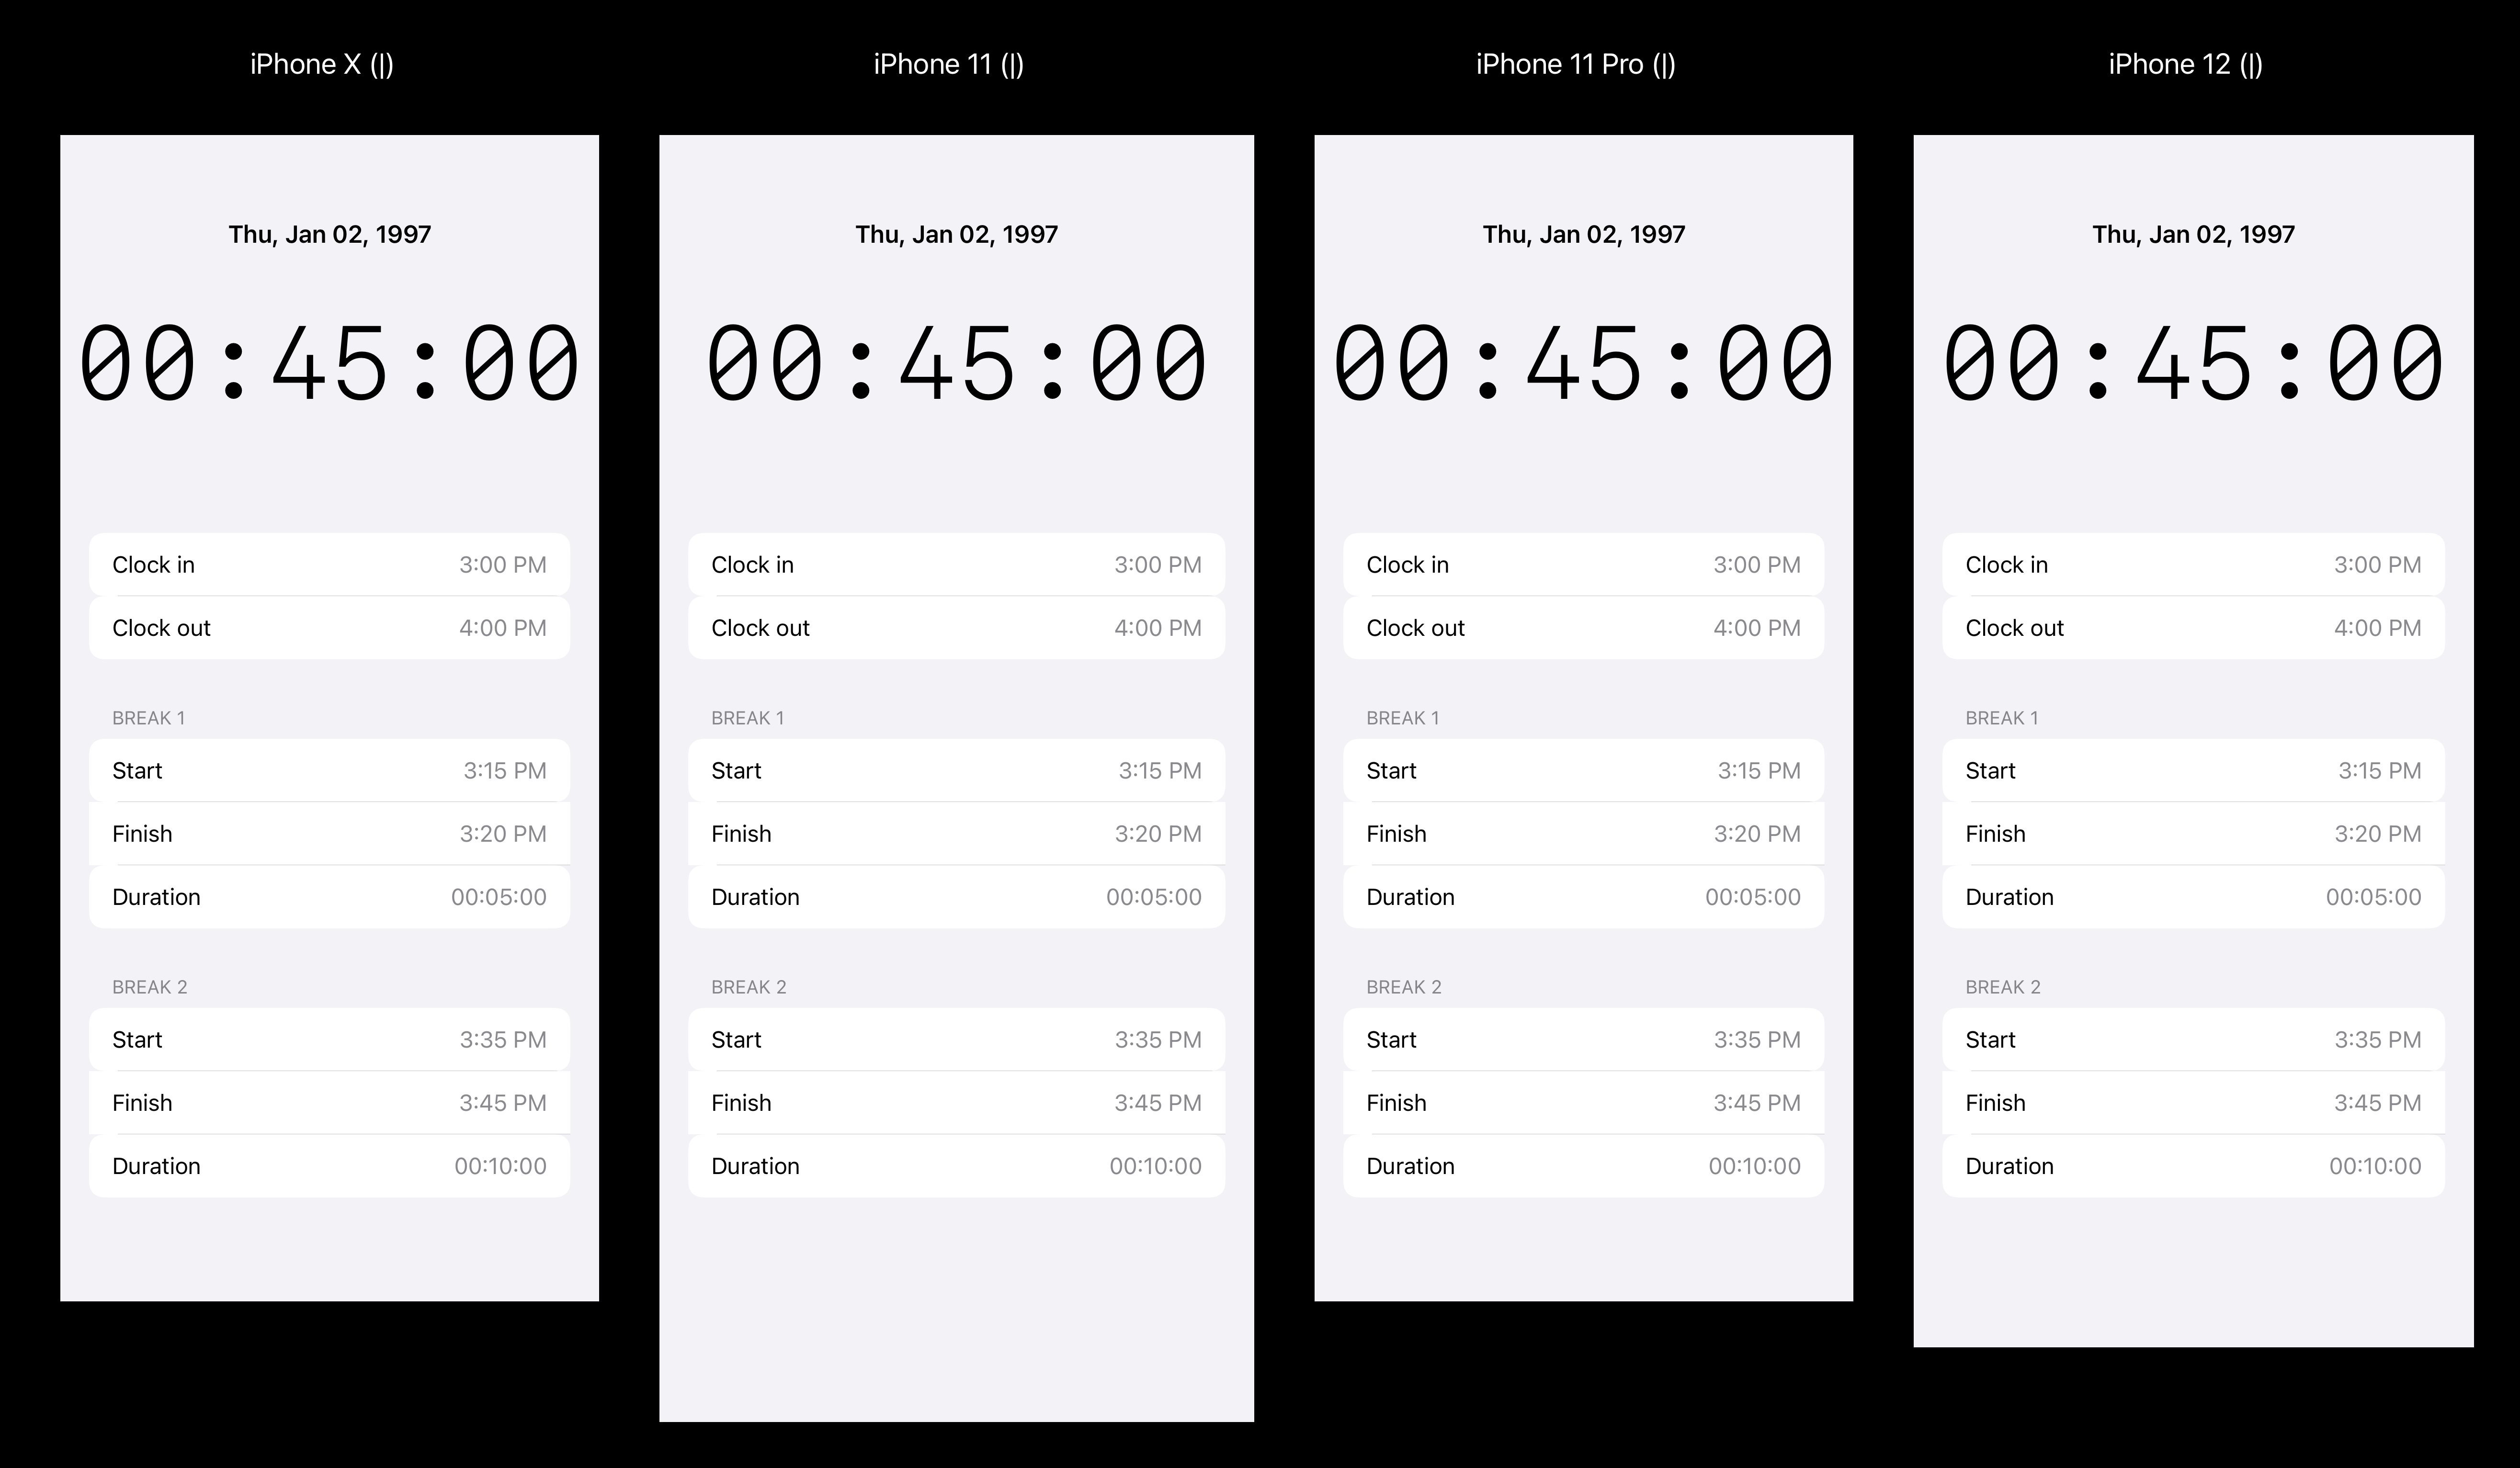 iPhone X (|)
Thu, Jan 02, 1997
00:45:00
Clock in 3:00 PM
Clock out 4:00 PM
BREAK 1
Start 3:15 PM
Finish 3:20 PM
Duration 00:05:00
BREAK 2
Start 3:35 PM
Finish 3:45 PM
Duration 00:10:00
iPhone 11 (|)
Thu, Jan 02, 1997
00:45:00
Clock in 3:00 PM
Clock out 4:00 PM
BREAK 1
Start 3:15 PM
Finish 3:20 PM
Duration 00:05:00
BREAK 2
Start 3:35 PM
Finish 3:45 PM
Duration 00:10:00
iPhone 11 Pro (|)
Thu, Jan 02, 1997
00:45:00
Clock in 3:00 PM
Clock out 4:00 PM
BREAK 1
Start 3:15 PM
Finish 3:20 PM
Duration 00:05:00
BREAK 2
Start 3:35 PM
Finish 3:45 PM
Duration 00:10:00
iPhone 12 (|)
Thu, Jan 02, 1997
00:45:00
Clock in 3:00 PM
Clock out 4:00 PM
BREAK 1
Start 3:15 PM
Finish 3:20 PM
Duration 00:05:00
BREAK 2
Start 3:35 PM
Finish 3:45 PM
Duration 00:10:00